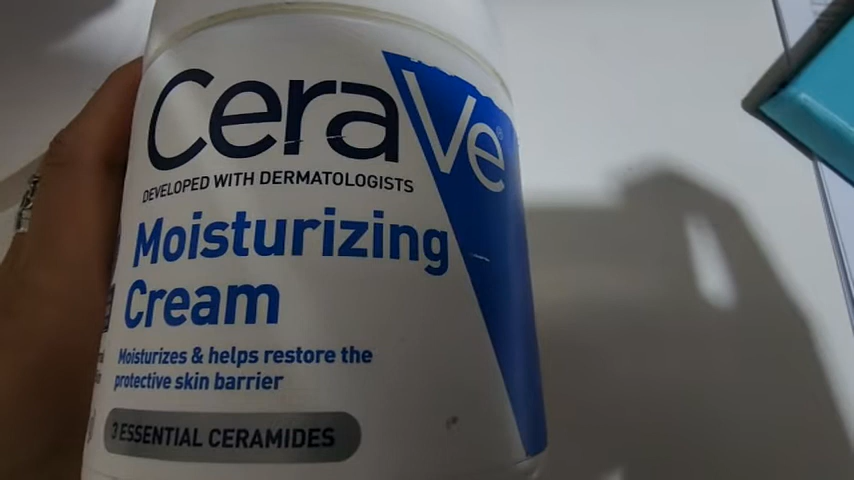 CeraVe®
DEVELOPED WITH DERMATOLOGISTS
Moisturizing
Cream
Moisturizes & helps restore the
protective skin barrier
3 ESSENTIAL CERAMIDES